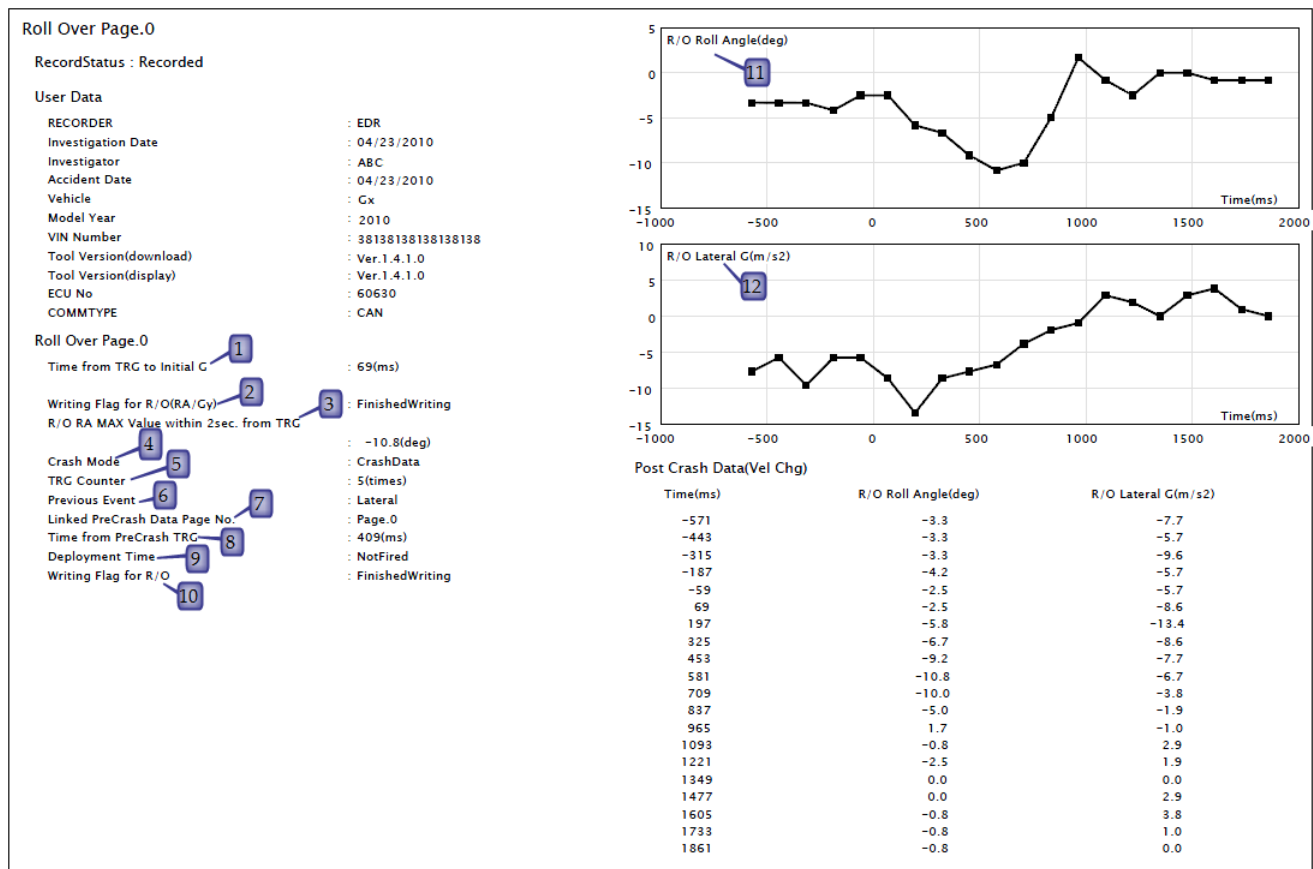 Roll Over Page.0
RecordStatus : Recorded
User Data
RECORDER : EDR
Investigation Date : 04/23/2010
Investigator : ABC
Accident Date : 04/23/2010
Vehicle : Gx
Model Year : 2010
VIN Number : 38138138138138138
Tool Version(download) : Ver.1.4.1.0
Tool Version(display) : Ver.1.4.1.0
ECU No : 60630
COMMTYPE : CAN
Roll Over Page.0
1
Time from TRG to Initial G : 69(ms)
2
Writing Flag for R/O(RA/Gy) : FinishedWriting
3
R/O RA MAX Value within 2sec. from TRG
: -10.8(deg)
4
Crash Mode : CrashData
5
TRG Counter : 5(times)
6
Previous Event : Lateral
7
Linked PreCrash Data Page No. : Page.0
8
Time from PreCrash TRG : 409(ms)
9
Deployment Time : NotFired
Writing Flag for R/O : FinishedWriting
10
R/O Roll Angle(deg)
11
5
0
-5
-10
-15
Time(ms)
-1000 -500 0 500 1000 1500 2000
R/O Lateral G(m/s2)
12
10
5
0
-5
-10
-15
Time(ms)
-1000 -500 0 500 1000 1500 2000
Post Crash Data(Vel Chg)
Time(ms) R/O Roll Angle(deg) R/O Lateral G(m/s2)
-571 -3.3 -7.7
-443 -3.3 -5.7
-315 -3.3 -9.6
-187 -4.2 -5.7
-59 -2.5 -5.7
69 -2.5 -8.6
197 -5.8 -13.4
325 -6.7 -8.6
453 -9.2 -7.7
581 -10.8 -6.7
709 -10.0 -3.8
837 -5.0 -1.9
965 1.7 -1.0
1093 -0.8 2.9
1221 -2.5 1.9
1349 0.0 0.0
1477 0.0 2.9
1605 -0.8 3.8
1733 -0.8 1.0
1861 -0.8 0.0